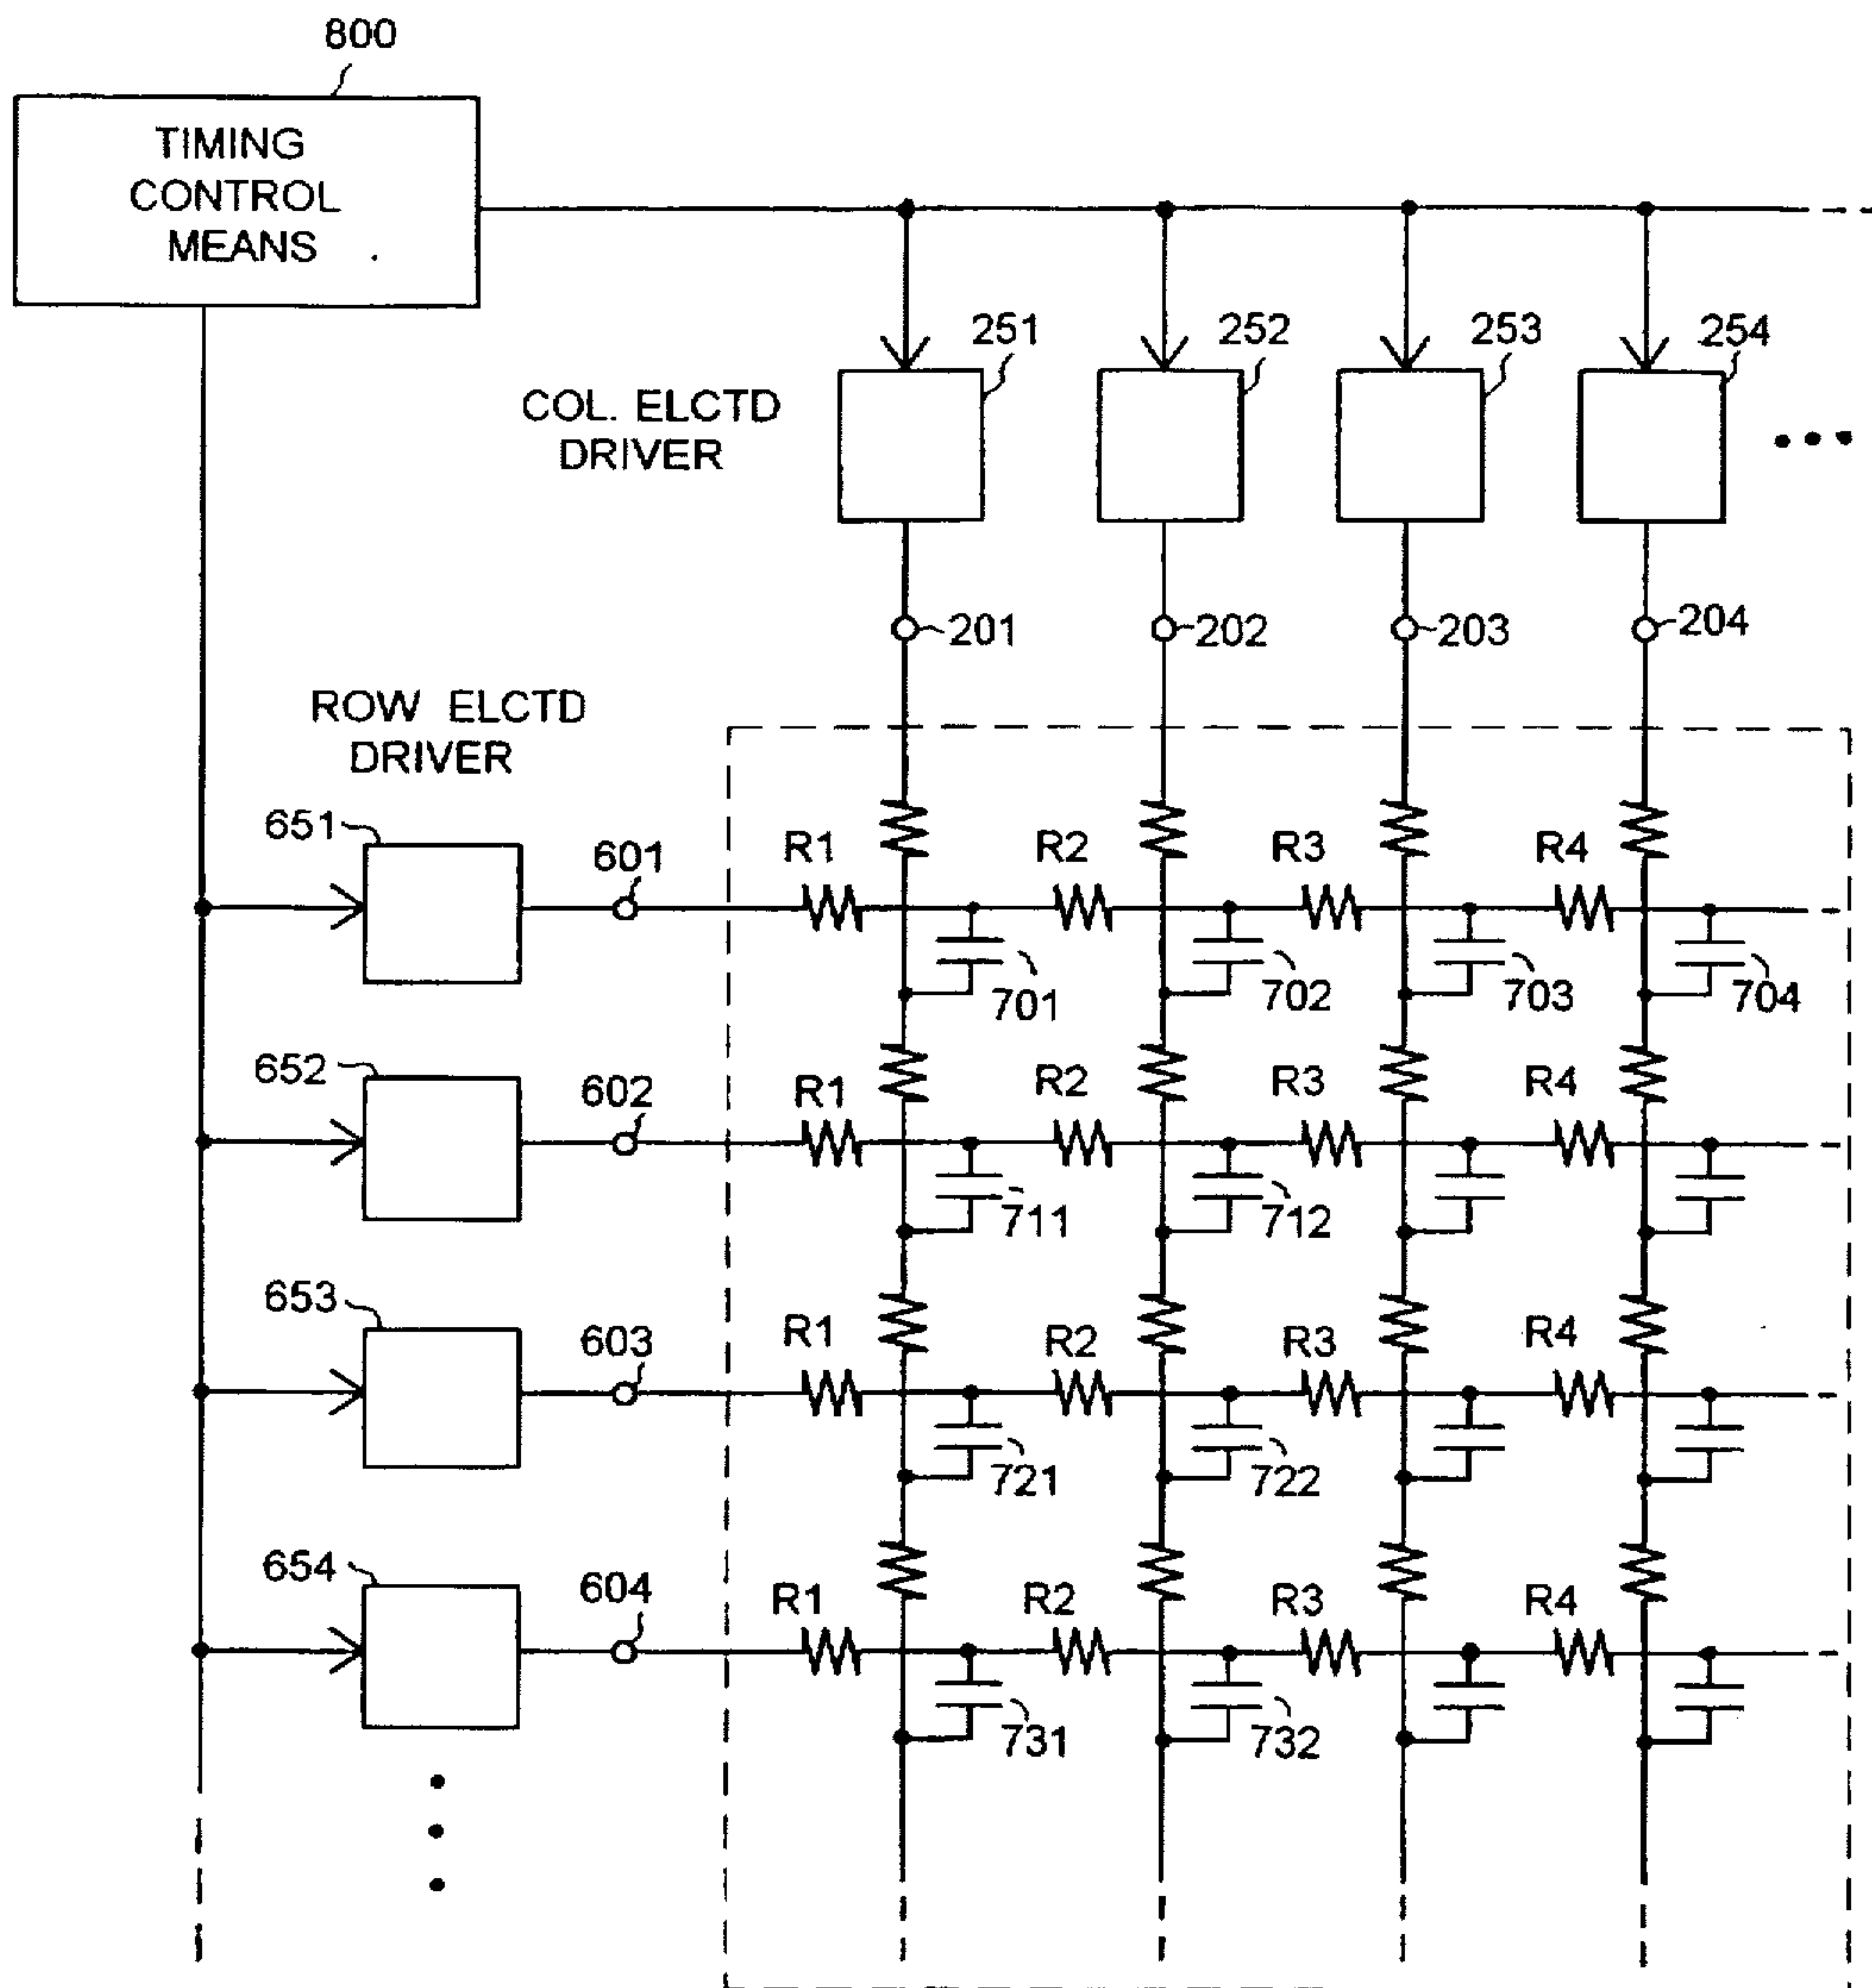 800
TIMING
CONTROL
MEANS
251
252
253
254
COL. ELCTD
DRIVER
201
202
203
204
ROW ELCTD
DRIVER
651
601
R1
R2
R3
R4
701
702
703
704
652
602
R1
R2
R3
R4
711
712
653
603
R1
R2
R3
R4
721
722
654
604
R1
R2
R3
R4
731
732